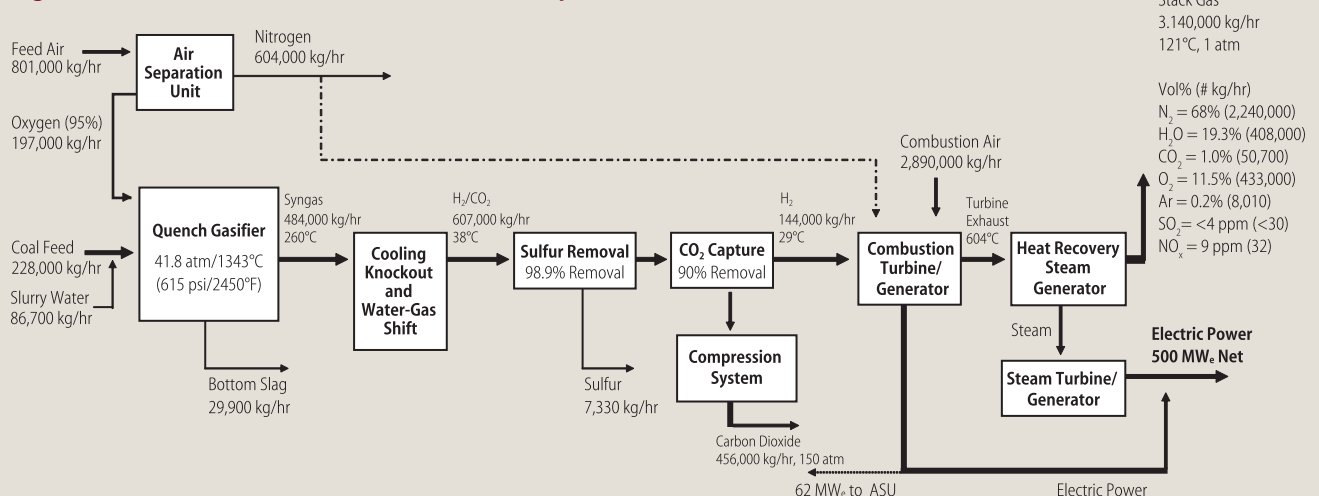 Stack Gas
3.140,000 kg/hr
121°C, 1 atm
Feed Air
801,000 kg/hr
Air
Separation
Unit
Nitrogen
604,000 kg/hr
Oxygen (95%)
197,000 kg/hr
Vol% (# kg/hr)
N2 = 68% (2,240,000)
H2O = 19.3% (408,000)
CO2 = 1.0% (50,700)
O2 = 11.5% (433,000)
Ar = 0.2% (8,010)
SO2= <4 ppm (<30)
NOx = 9 ppm (32)
Combustion Air
2,890,000 kg/hr
Coal Feed
228,000 kg/hr
Slurry Water
86,700 kg/hr
Quench Gasifier
41.8 atm/1343°C
(615 psi/2450°F)
Syngas
484,000 kg/hr
260°C
Cooling
Knockout
and
Water-Gas
Shift
H2/CO2
607,000 kg/hr
38°C
Sulfur Removal
98.9% Removal
CO2 Capture
90% Removal
H2
144,000 kg/hr
29°C
Combustion
Turbine/
Generator
Turbine
Exhaust
604°C
Heat Recovery
Steam
Generator
Steam
Steam Turbine/
Generator
Electric Power
500 MWe Net
Bottom Slag
29,900 kg/hr
Sulfur
7,330 kg/hr
Compression
System
Carbon Dioxide
456,000 kg/hr, 150 atm
62 MWe to ASU
Electric Power